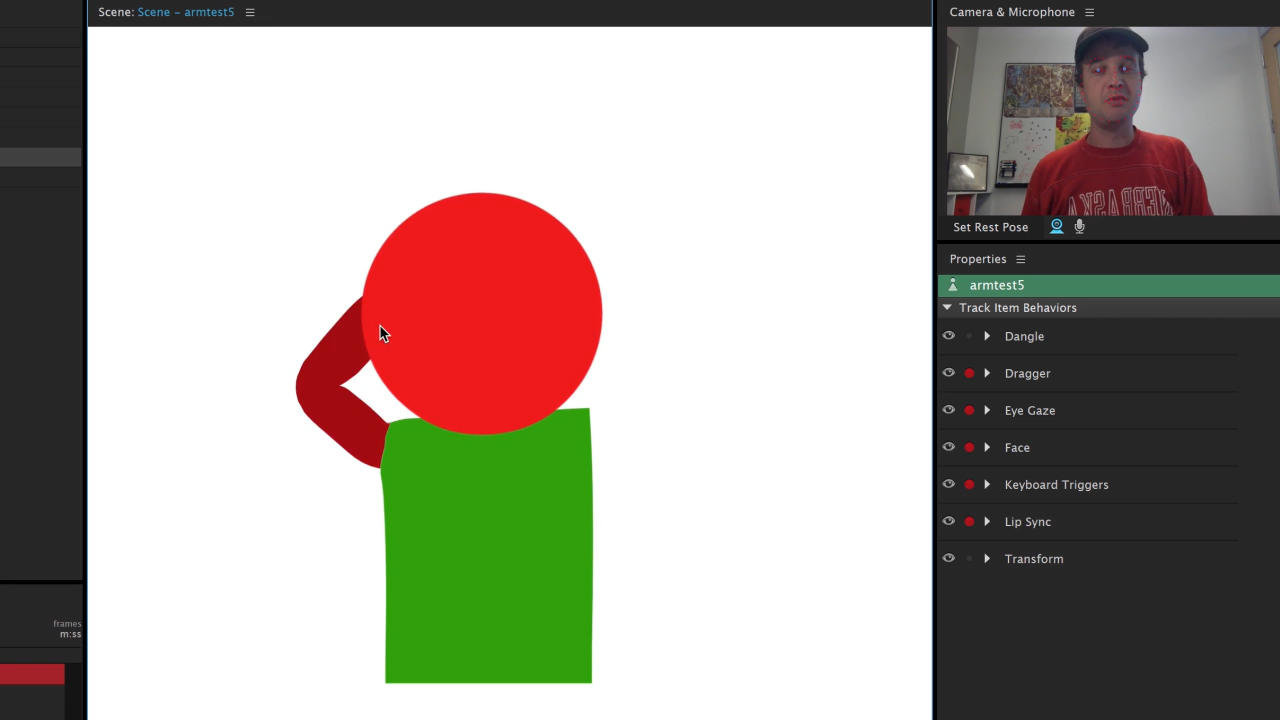 Scene: Scene – armtest5
Camera & Microphone
NEBRASKA
Set Rest Pose
Properties
armtest5
Track Item Behaviors
Dangle
Dragger
Eye Gaze
Face
Keyboard Triggers
Lip Sync
Transform
frames
m:ss